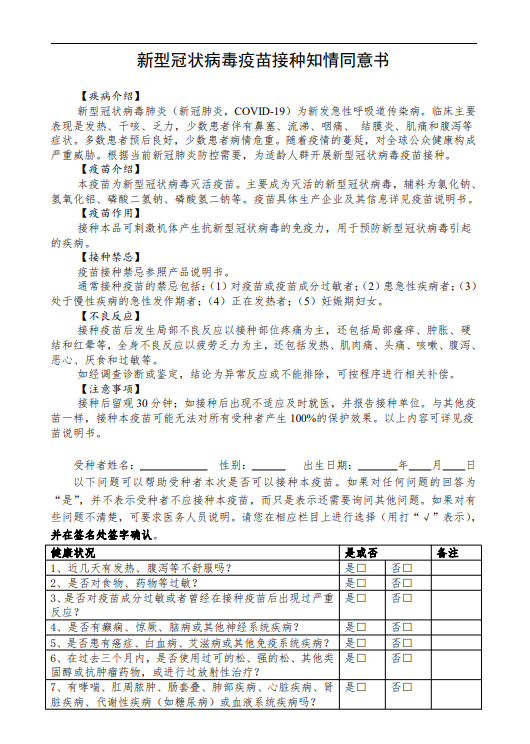 新型冠状病毒疫苗接种知情同意书
【疾病介绍】
新型冠状病毒肺炎（新冠肺炎，COVID-19）为新发急性呼吸道传染病。临床主要
表现是发热、干咳、乏力，少数患者伴有鼻塞、流涕、咽痛、 结膜炎、肌痛和腹泻等
症状。多数患者预后良好，少数患者病情危重。随着疫情的蔓延，对全球公众健康构成
严重威胁。根据当前新冠肺炎防控需要，为适龄人群开展新型冠状病毒疫苗接种。
【疫苗介绍】
本疫苗为新型冠状病毒灭活疫苗。主要成为灭活的新型冠状病毒，辅料为氯化钠、
氢氧化铝、磷酸二氢钠、磷酸氢二钠等。疫苗具体生产企业及其信息详见疫苗说明书。
【疫苗作用】
接种本品可刺激机体产生抗新型冠状病毒的免疫力，用于预防新型冠状病毒引起
的疾病。
【接种禁忌】
疫苗接种禁忌参照产品说明书。
通常接种疫苗的禁忌包括：（1）对疫苗或疫苗成分过敏者；（2）患急性疾病者；（3）
处于慢性疾病的急性发作期者；（4）正在发热者；（5）妊娠期妇女。
【不良反应】
接种疫苗后发生局部不良反应以接种部位疼痛为主，还包括局部瘙痒、肿胀、硬
结和红晕等，全身不良反应以疲劳乏力为主，还包括发热、肌肉痛、头痛、咳嗽、腹泻、
恶心、厌食和过敏等。
如经调查诊断或鉴定，结论为异常反应或不能排除，可按程序进行相关补偿。
【注意事项】
接种后留观 30 分钟；如接种后出现不适应及时就医，并报告接种单位。与其他疫
苗一样，接种本疫苗可能无法对所有受种者产生 100%的保护效果。以上内容可详见疫
苗说明书。
受种者姓名： 性别： 出生日期： 年 月 日
以下问题可以帮助受种者本次是否可以接种本疫苗。如果对任何问题的回答为
“是”，并不表示受种者不应接种本疫苗，而只是表示还需要询问其他问题。如果对有
些问题不清楚，可要求医务人员说明。请您在相应栏目上进行选择（用打“√”表示），
并在签名处签字确认。
健康状况 是或否 备注
1、近几天有发热、腹泻等不舒服吗？ 是□ 否□
2、是否对食物、药物等过敏？ 是□ 否□
3、是否对疫苗成分过敏或者曾经在接种疫苗后出现过严重 是□ 否□
反应？
4、是否有癫痫、惊厥、脑病或其他神经系统疾病？ 是□ 否□
5、是否患有癌症、白血病、艾滋病或其他免疫系统疾病？ 是□ 否□
6、在过去三个月内，是否使用过可的松、强的松、其他类 是□ 否□
固醇或抗肿瘤药物，或进行过放射性治疗？
7、有哮喘、肛周脓肿、肠套叠、肺部疾病、心脏疾病、肾 是□ 否□
脏疾病、代谢性疾病（如糖尿病）或血液系统疾病吗？